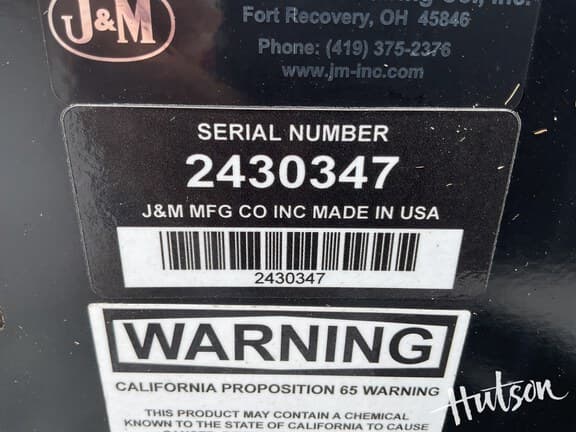 J&M
Inc.
Fort Recovery, OH 45846
Phone: (419) 375-2376
www.jm-inc.com
SERIAL NUMBER
2430347
J&M MFG CO INC MADE IN USA
2430347
WARNING
CALIFORNIA PROPOSITION 65 WARNING
THIS PRODUCT MAY CONTAIN A CHEMICAL
KNOWN TO THE STATE OF CALIFORNIA TO CAUSE
Hutson